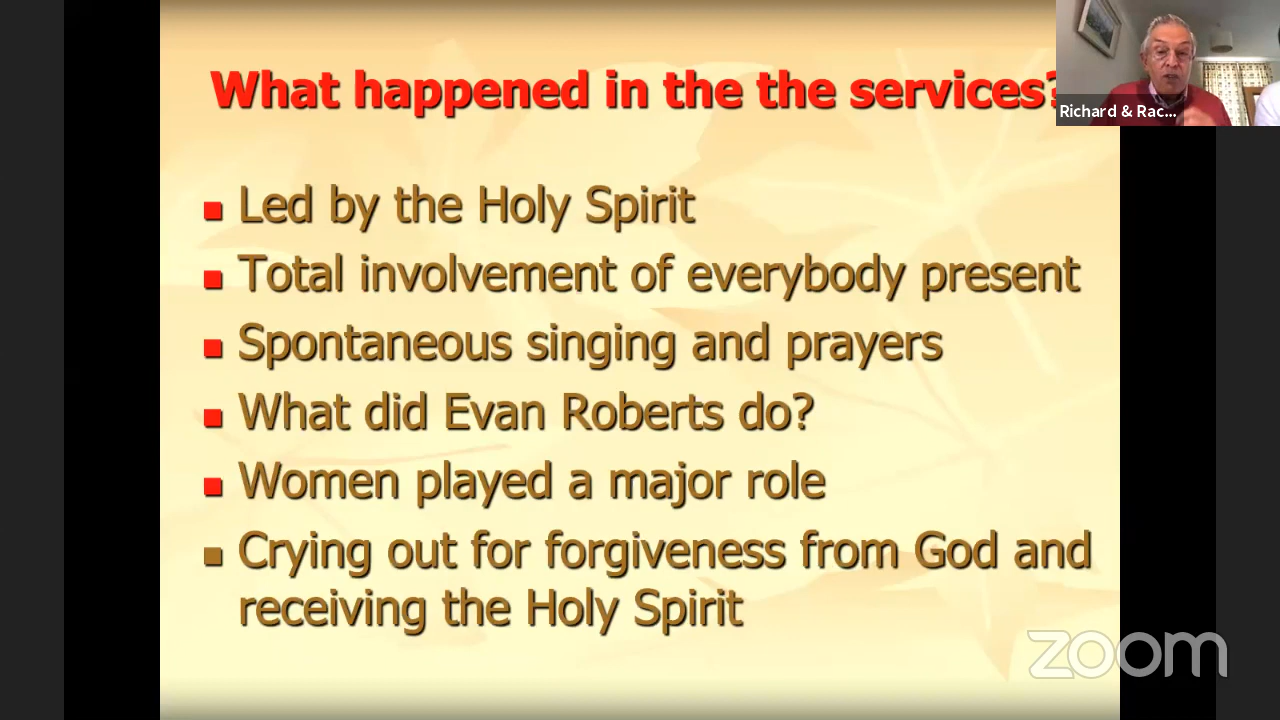 What happened in the the services?
Led by the Holy Spirit
Total involvement of everybody present
Spontaneous singing and prayers
What did Evan Roberts do?
Women played a major role
Crying out for forgiveness from God and
receiving the Holy Spirit
Richard & Rac...
zoom